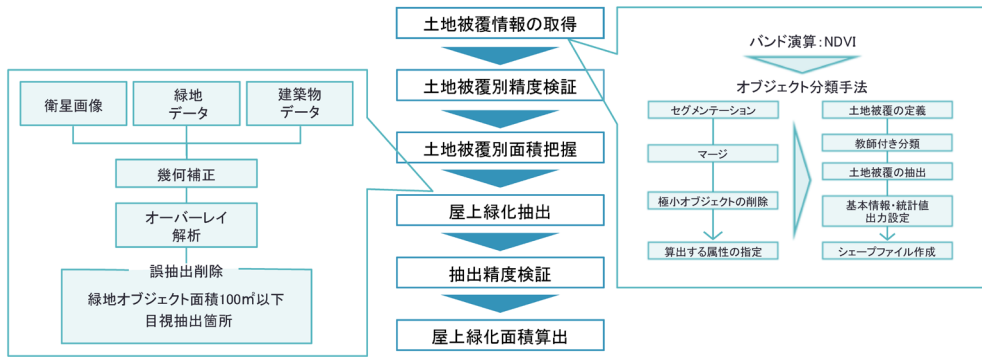 土地被覆情報の取得
土地被覆別精度検証
土地被覆別面積把握
屋上緑化抽出
抽出精度検証
屋上緑化面積算出
衛星画像
緑地
データ
建築物
データ
幾何補正
オーバーレイ
解析
誤抽出削除
緑地オブジェクト面積100㎡以下
目視抽出箇所
バンド演算:NDVI
オブジェクト分類手法
セグメンテーション
マージ
極小オブジェクトの削除
算出する属性の指定
土地被覆の定義
教師付き分類
土地被覆の抽出
基本情報・統計値
出力設定
シェープファイル作成